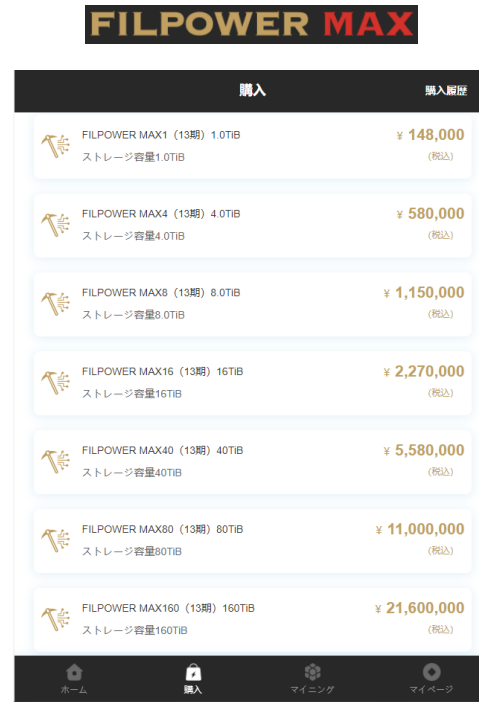 FILPOWER MAX
購入 購入履歴
FILPOWER MAX1（13期）1.0TiB ¥ 148,000
ストレージ容量1.0TiB (税込)
FILPOWER MAX4（13期）4.0TiB ¥ 580,000
ストレージ容量4.0TiB (税込)
FILPOWER MAX8（13期）8.0TiB ¥ 1,150,000
ストレージ容量8.0TiB (税込)
FILPOWER MAX16（13期）16TiB ¥ 2,270,000
ストレージ容量16TiB (税込)
FILPOWER MAX40（13期）40TiB ¥ 5,580,000
ストレージ容量40TiB (税込)
FILPOWER MAX80（13期）80TiB ¥ 11,000,000
ストレージ容量80TiB (税込)
FILPOWER MAX160（13期）160TiB ¥ 21,600,000
ストレージ容量160TiB (税込)
ホーム 購入 マイニング マイページ